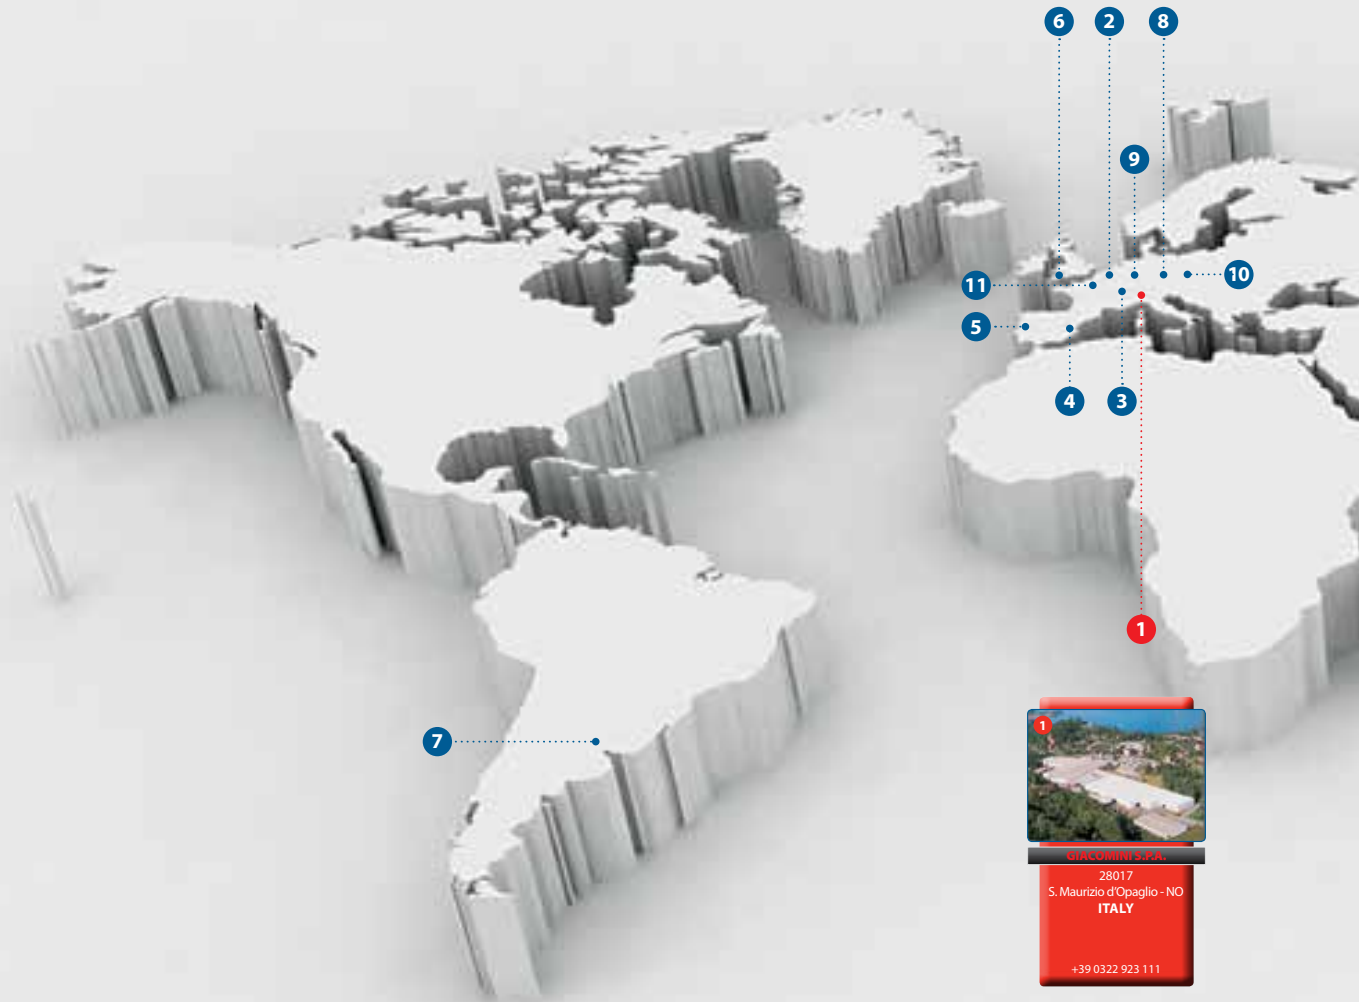 6 2 8
9
11
10
5
4 3
1
7
1
GIACOMINI S.P.A.
28017
S. Maurizio d'Opaglio - NO
ITALY
+39 0322 923 111